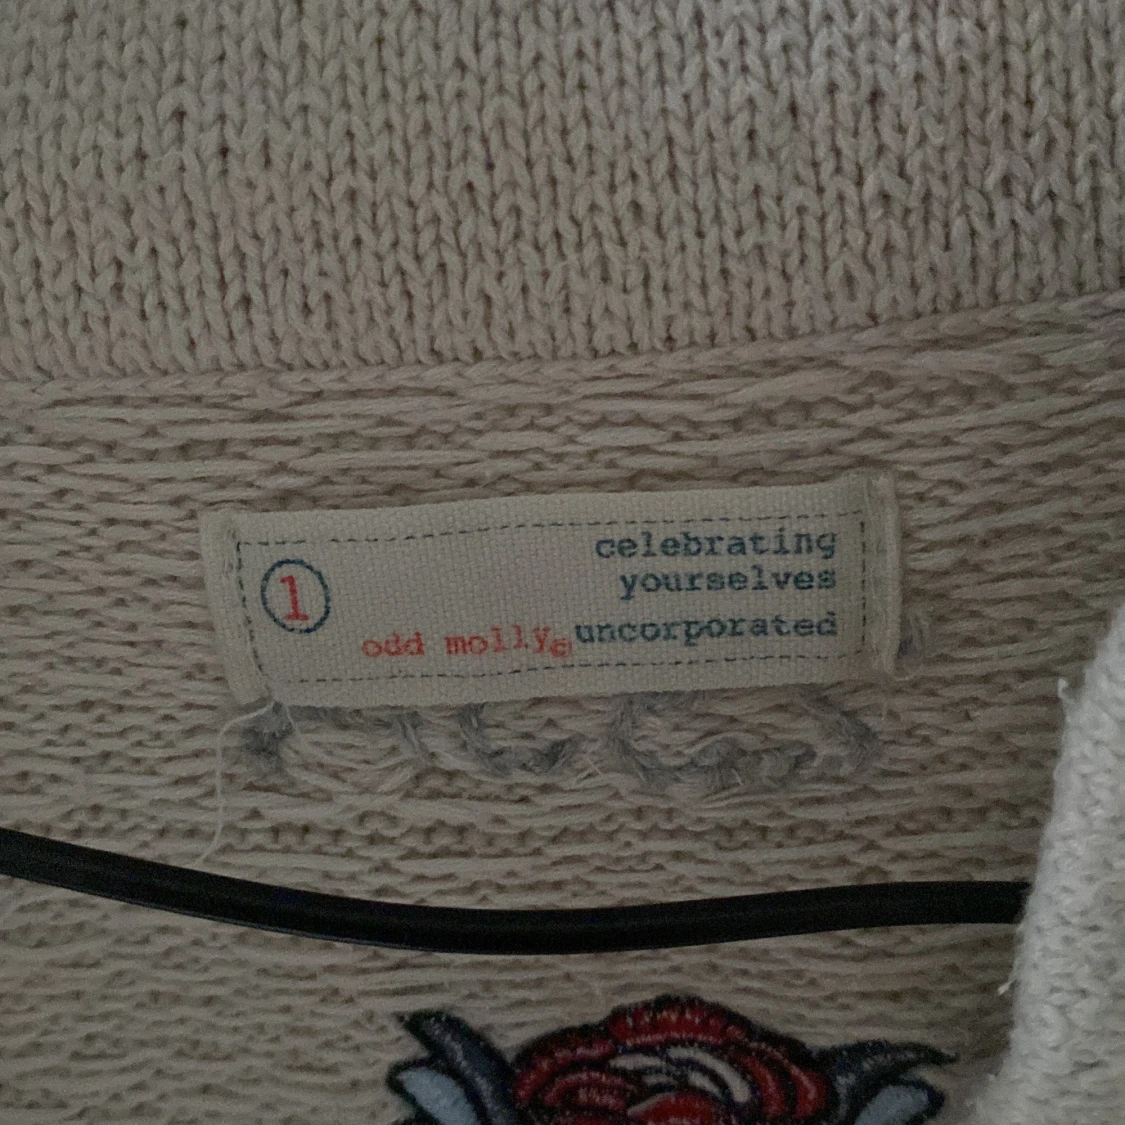 celebrating
yourselves
1
odd molly© uncorporated